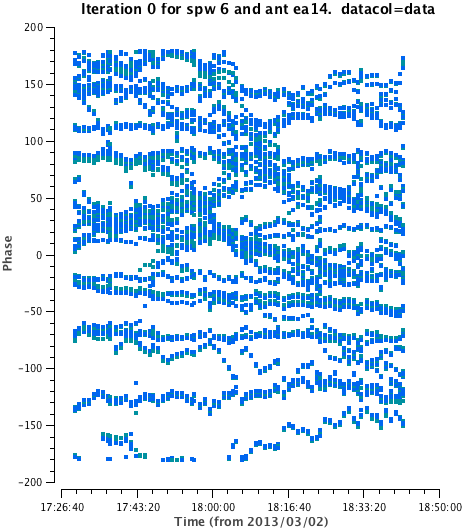 Iteration 0 for spw 6 and ant ea14. datacol=data
200
150
100
50
0
-50
-100
-150
-200
Phase
17:26:40 17:43:20 18:00:00 18:16:40 18:33:20 18:50:00
Time (from 2013/03/02)